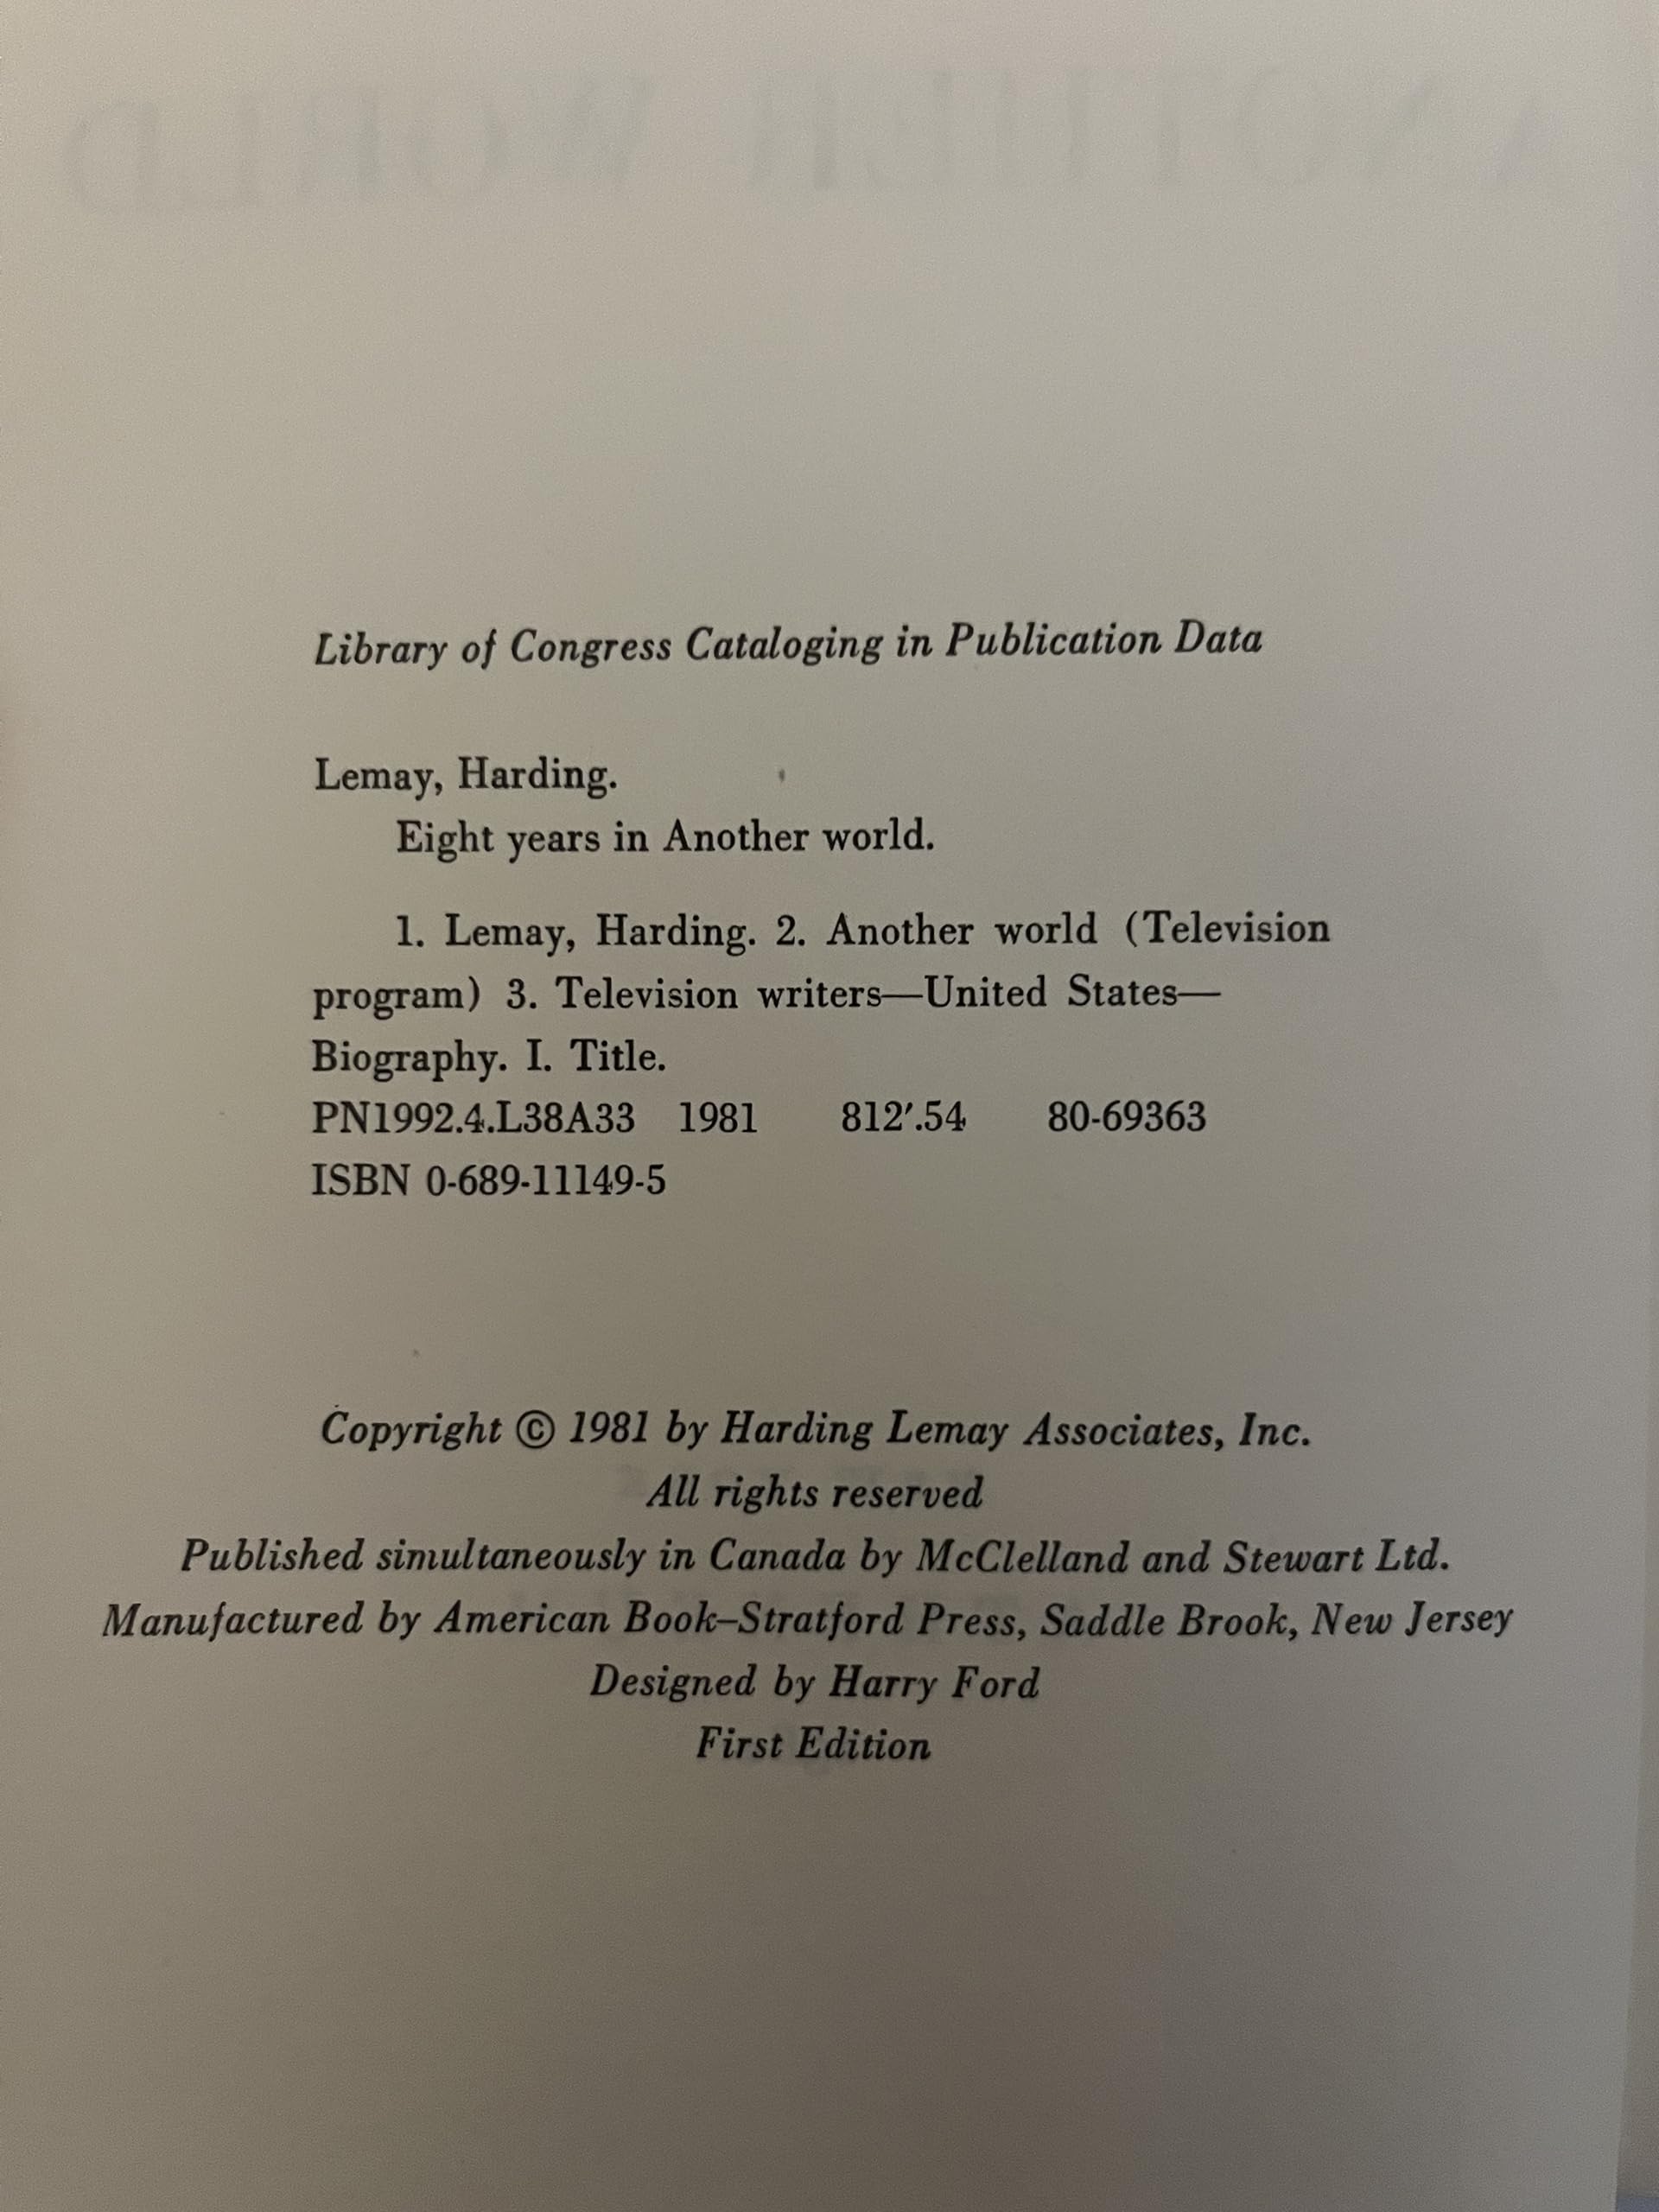 Library of Congress Cataloging in Publication Data
Lemay, Harding.
Eight years in Another world.
1. Lemay, Harding. 2. Another world (Television
program) 3. Television writers—United States—
Biography. I. Title.
PN1992.4.L38A33 1981 812′.54 80-69363
ISBN 0-689-11149-5
Copyright © 1981 by Harding Lemay Associates, Inc.
All rights reserved
Published simultaneously in Canada by McClelland and Stewart Ltd.
Manufactured by American Book–Stratford Press, Saddle Brook, New Jersey
Designed by Harry Ford
First Edition